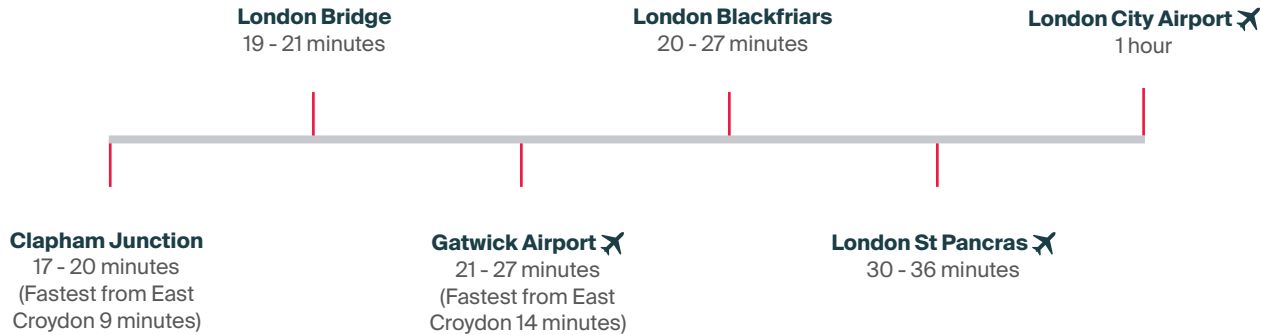 London Bridge
19 - 21 minutes
London Blackfriars
20 - 27 minutes
London City Airport
1 hour
Clapham Junction
17 - 20 minutes
(Fastest from East
Croydon 9 minutes)
Gatwick Airport
21 - 27 minutes
(Fastest from East
Croydon 14 minutes)
London St Pancras
30 - 36 minutes